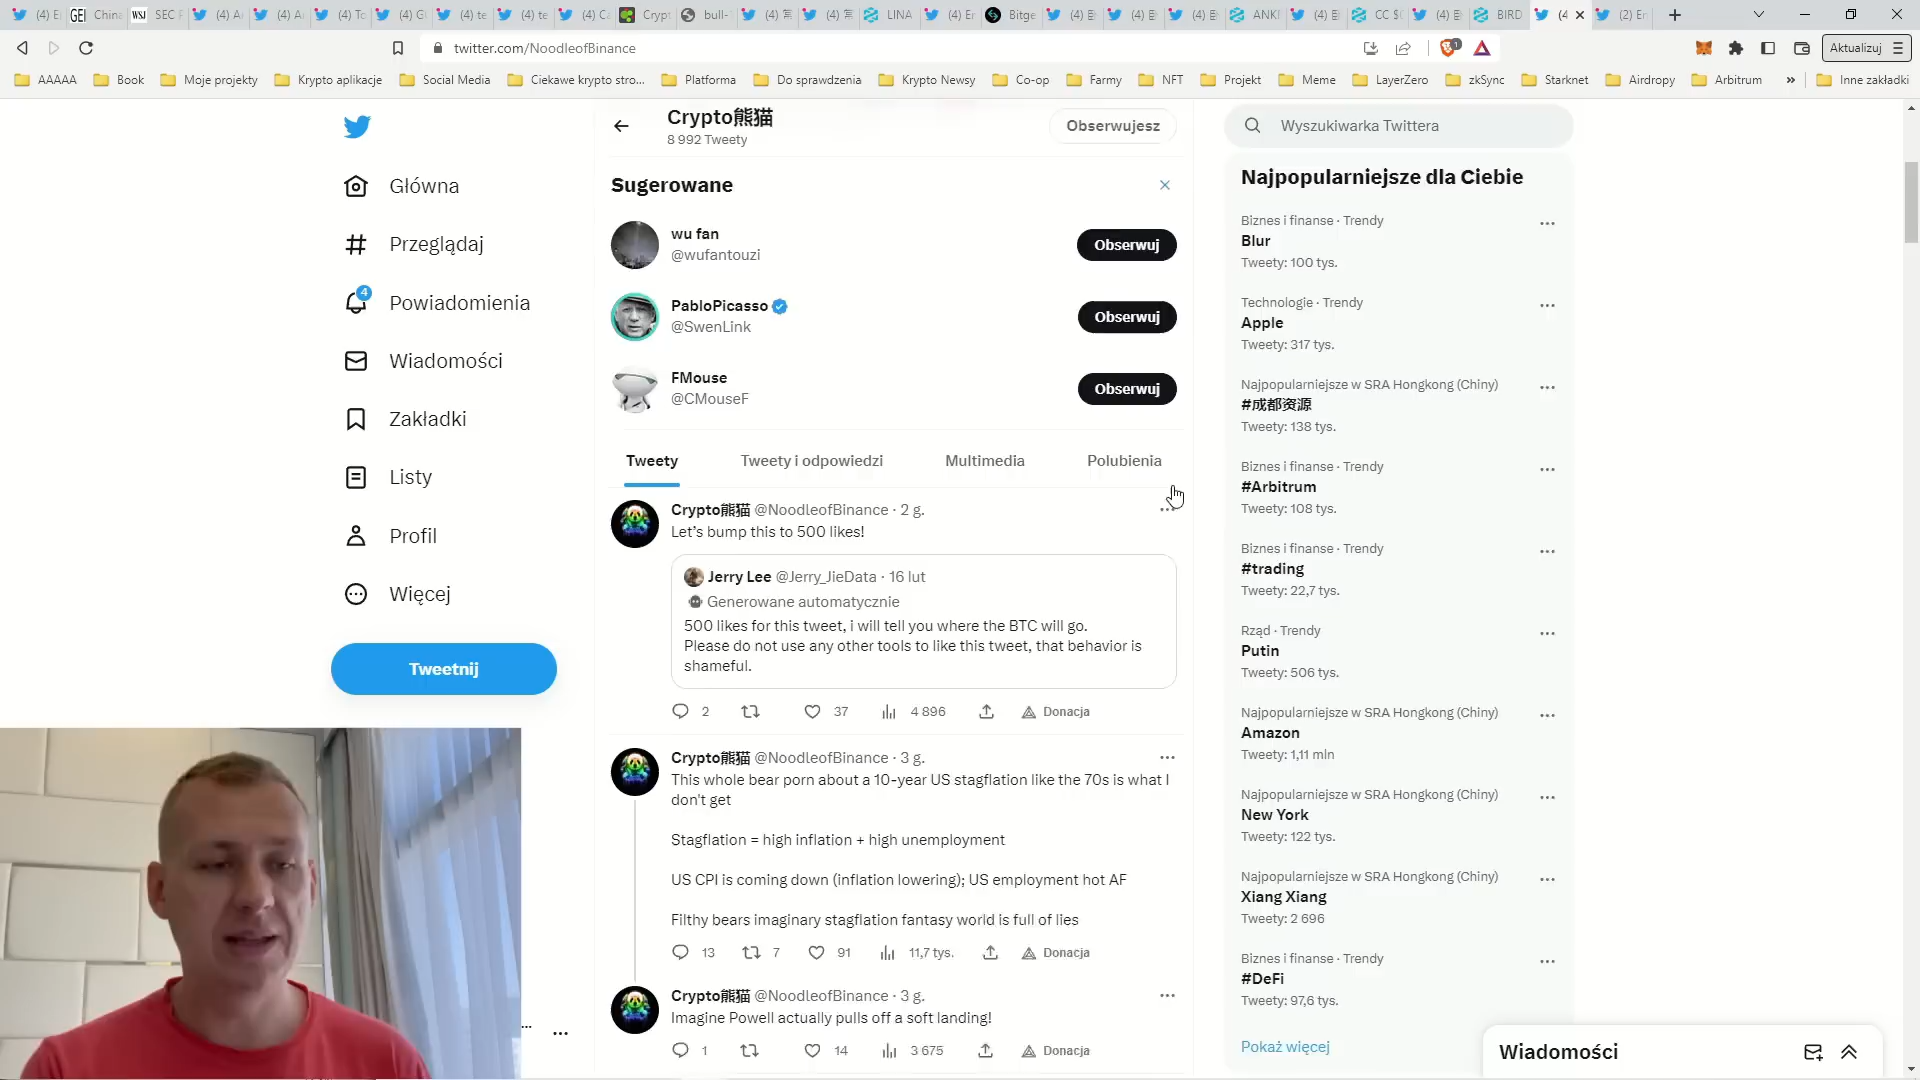 China
WSJ
SEC
LINA
Bitge
ANK
CC $
BIRD
twitter.com/NoodleofBinance
Aktualizuj
AAAAA
Book
Moje projekty
Krypto aplikacje
Social Media
Ciekawe krypto stro...
Platforma
Do sprawdzenia
Krypto Newsy
Co-op
Farmy
NFT
Projekt
Meme
LayerZero
zkSync
Starknet
Airdropy
Arbitrum
»
Inne zakładki
Główna
Przeglądaj
4
Powiadomienia
Wiadomości
Zakładki
Listy
Profil
Więcej
Tweetnij
Crypto熊猫
8 992 Tweety
Obserwujesz
Sugerowane
wu fan
@wufantouzi
Obserwuj
PabloPicasso
@SwenLink
Obserwuj
FMouse
@CMouseF
Obserwuj
Tweety
Tweety i odpowiedzi
Multimedia
Polubienia
Crypto熊猫 @NoodleofBinance · 2 g.
Let’s bump this to 500 likes!
Jerry Lee @Jerry_JieData · 16 lut
Generowane automatycznie
500 likes for this tweet, i will tell you where the BTC will go.
Please do not use any other tools to like this tweet, that behavior is
shameful.
2
37
4 896
Donacja
Crypto熊猫 @NoodleofBinance · 3 g.
This whole bear porn about a 10-year US stagflation like the 70s is what I
don't get
Stagflation = high inflation + high unemployment
US CPI is coming down (inflation lowering); US employment hot AF
Filthy bears imaginary stagflation fantasy world is full of lies
13
7
91
11,7 tys.
Donacja
Crypto熊猫 @NoodleofBinance · 3 g.
Imagine Powell actually pulls off a soft landing!
1
14
3 675
Donacja
Wyszukiwarka Twittera
Najpopularniejsze dla Ciebie
Biznes i finanse · Trendy
Blur
Tweety: 100 tys.
Technologie · Trendy
Apple
Tweety: 317 tys.
Najpopularniejsze w SRA Hongkong (Chiny)
#成都资源
Tweety: 138 tys.
Biznes i finanse · Trendy
#Arbitrum
Tweety: 108 tys.
Biznes i finanse · Trendy
#trading
Tweety: 22,7 tys.
Rząd · Trendy
Putin
Tweety: 506 tys.
Najpopularniejsze w SRA Hongkong (Chiny)
Amazon
Tweety: 1,11 mln
Najpopularniejsze w SRA Hongkong (Chiny)
New York
Tweety: 122 tys.
Najpopularniejsze w SRA Hongkong (Chiny)
Xiang Xiang
Tweety: 2 696
Biznes i finanse · Trendy
#DeFi
Tweety: 97,6 tys.
Pokaż więcej
Wiadomości